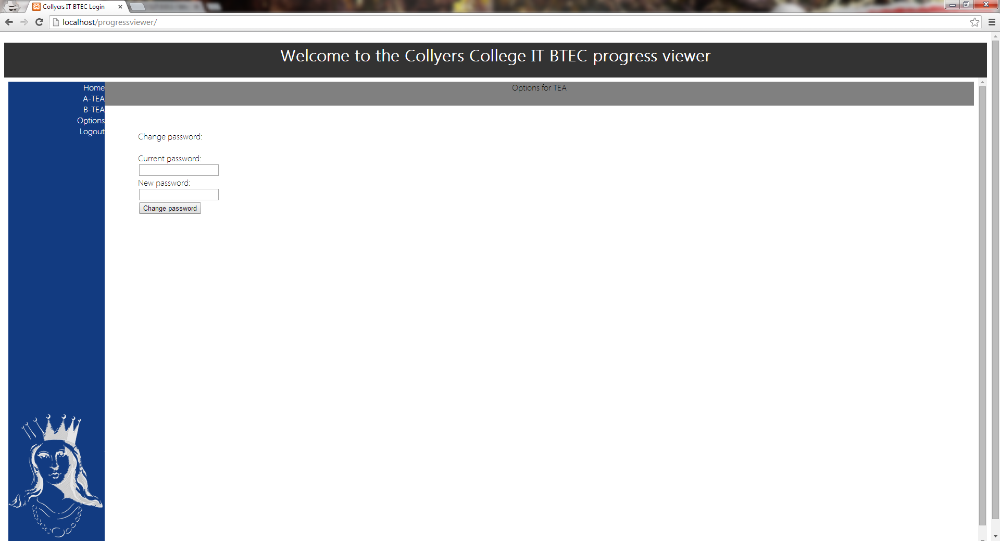 Collyers IT BTEC Login
localhost/progressviewer/
Welcome to the Collyers College IT BTEC progress viewer
Home
A-TEA
B-TEA
Options
Logout
Options for TEA
Change password:
Current password:
New password:
Change password